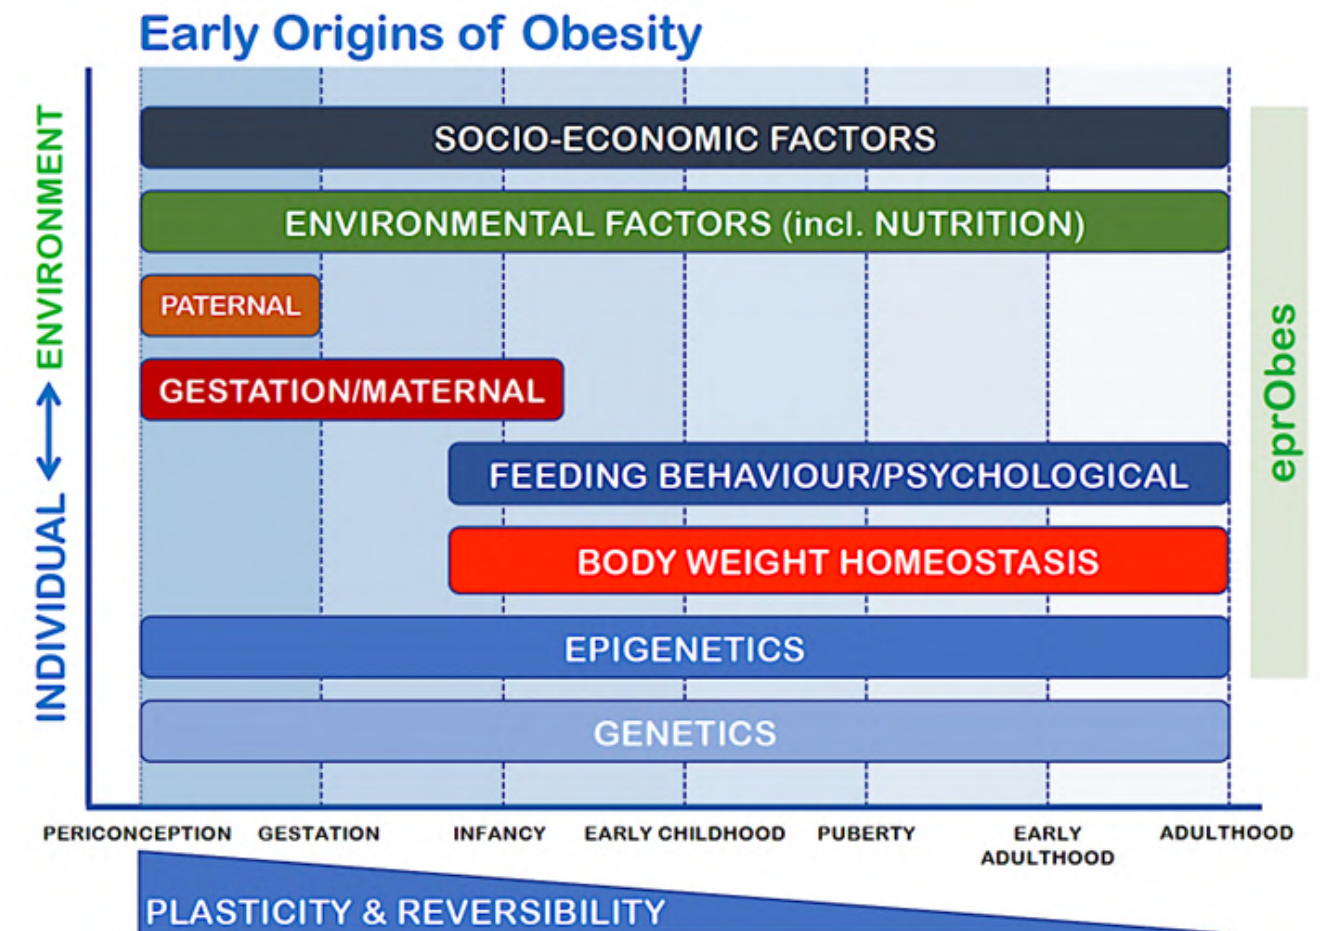 Early Origins of Obesity
ENVIRONMENT
INDIVIDUAL
SOCIO-ECONOMIC FACTORS
ENVIRONMENTAL FACTORS (incl. NUTRITION)
PATERNAL
GESTATION/MATERNAL
FEEDING BEHAVIOUR/PSYCHOLOGICAL
BODY WEIGHT HOMEOSTASIS
EPIGENETICS
GENETICS
eprObes
PERICONCEPTION
GESTATION
INFANCY
EARLY CHILDHOOD
PUBERTY
EARLY
ADULTHOOD
ADULTHOOD
PLASTICITY & REVERSIBILITY